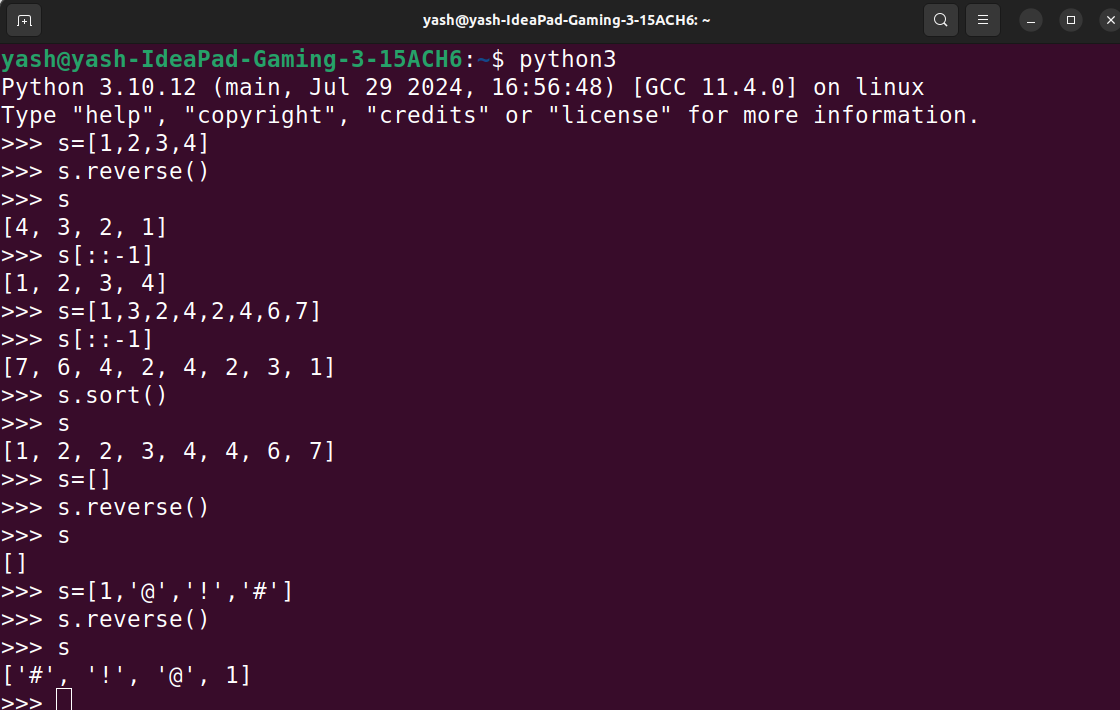 yash@yash-IdeaPad-Gaming-3-15ACH6: ~
yash@yash-IdeaPad-Gaming-3-15ACH6:~$ python3
Python 3.10.12 (main, Jul 29 2024, 16:56:48) [GCC 11.4.0] on linux
Type "help", "copyright", "credits" or "license" for more information.
>>> s=[1,2,3,4]
>>> s.reverse()
>>> s
[4, 3, 2, 1]
>>> s[::-1]
[1, 2, 3, 4]
>>> s=[1,3,2,4,2,4,6,7]
>>> s[::-1]
[7, 6, 4, 2, 4, 2, 3, 1]
>>> s.sort()
>>> s
[1, 2, 2, 3, 4, 4, 6, 7]
>>> s=[]
>>> s.reverse()
>>> s
[]
>>> s=[1,'@','!','#']
>>> s.reverse()
>>> s
['#', '!', '@', 1]
>>>